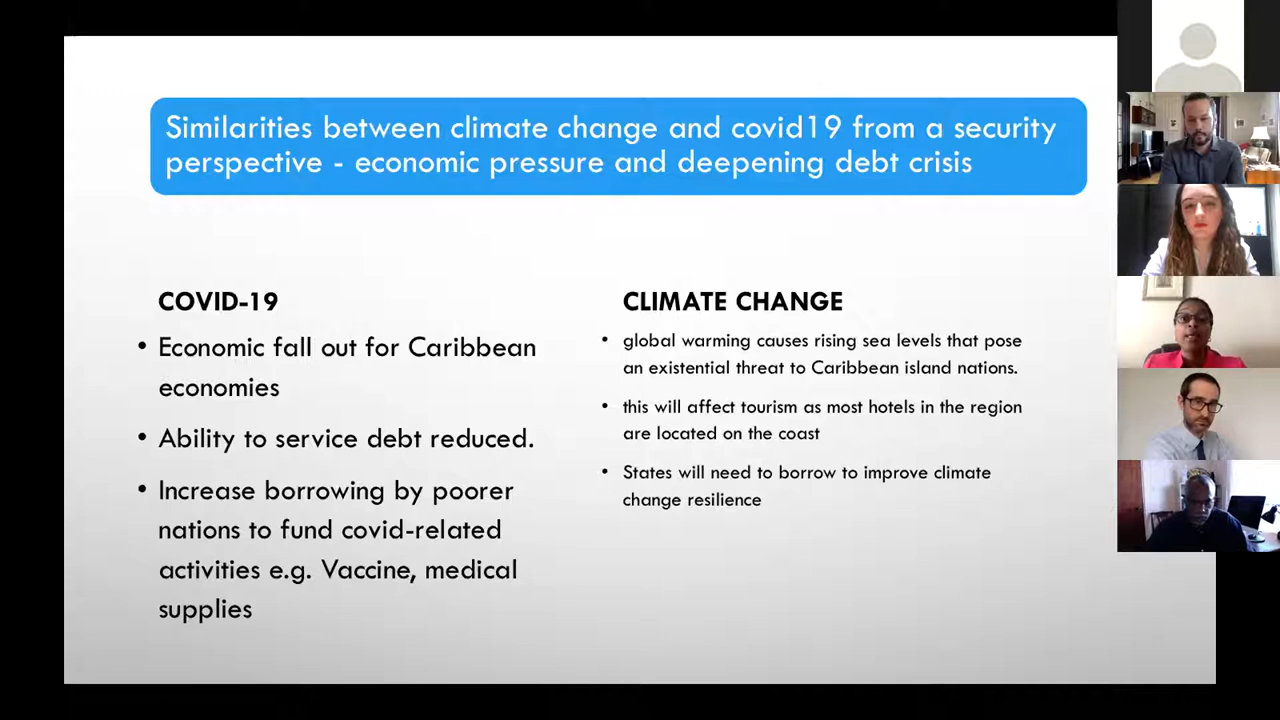 Similarities between climate change and covid19 from a security
perspective - economic pressure and deepening debt crisis
COVID-19
• Economic fall out for Caribbean
economies
• Ability to service debt reduced.
• Increase borrowing by poorer
nations to fund covid-related
activities e.g. Vaccine, medical
supplies
CLIMATE CHANGE
• global warming causes rising sea levels that pose
an existential threat to Caribbean island nations.
• this will affect tourism as most hotels in the region
are located on the coast
• States will need to borrow to improve climate
change resilience